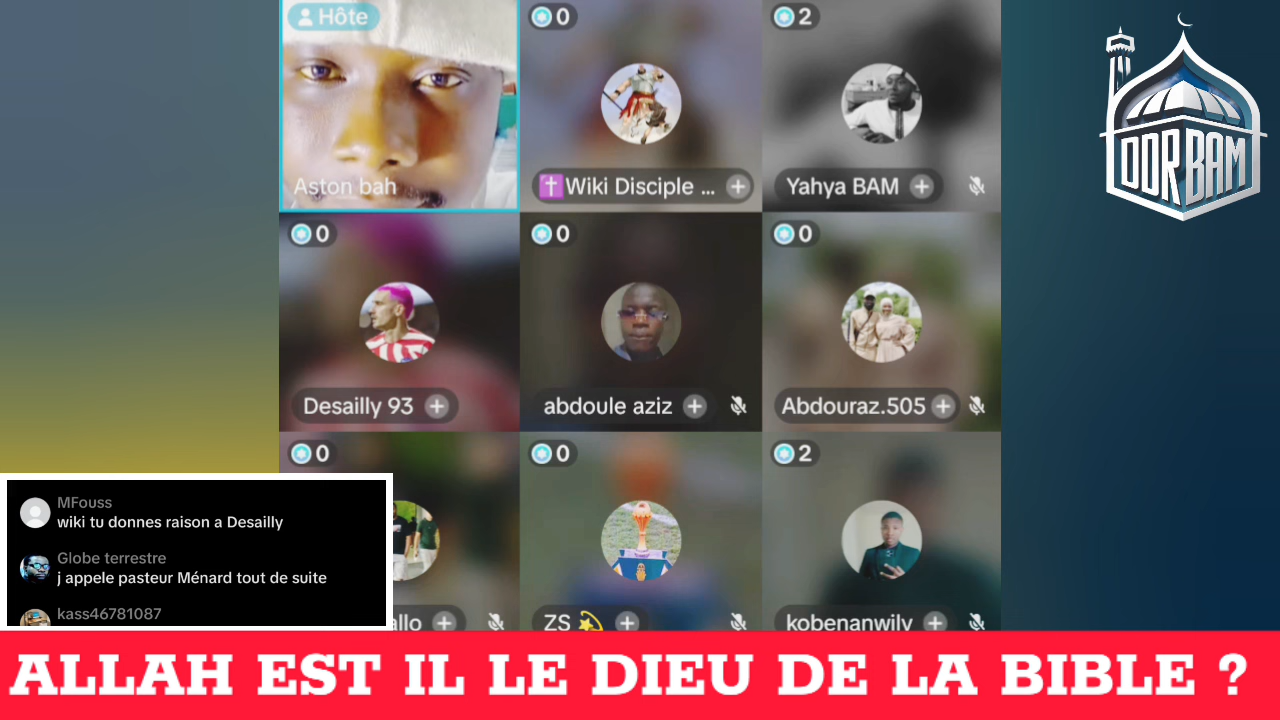 Hôte
0
2
Aston bah
Wiki Disciple ...
Yahya BAM
DDR BAM
0
0
0
Desailly 93
abdoule aziz
Abdouraz.505
0
0
2
allo
ZS
kobenanwily
MFouss
wiki tu donnes raison a Desailly
Globe terrestre
j appele pasteur Ménard tout de suite
kass46781087
ALLAH EST IL LE DIEU DE LA BIBLE ?